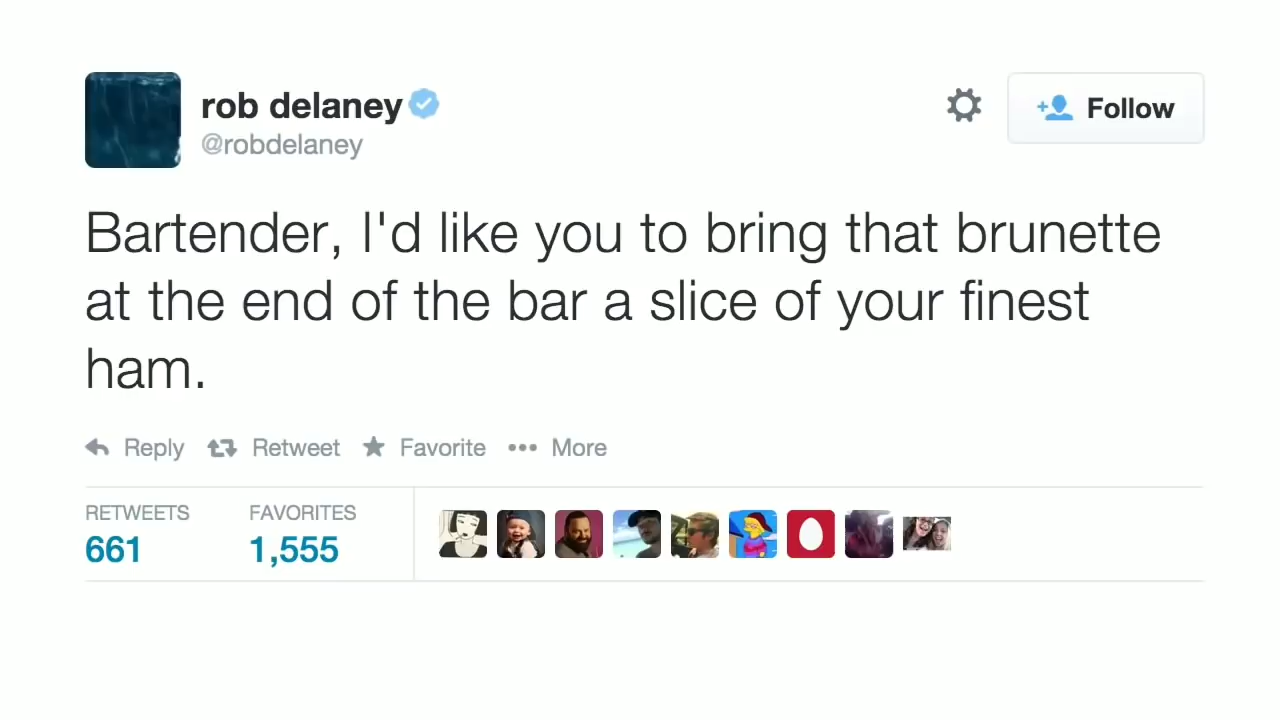 rob delaney
@robdelaney
Follow
Bartender, I'd like you to bring that brunette
at the end of the bar a slice of your finest
ham.
Reply Retweet Favorite More
RETWEETS FAVORITES
661 1,555